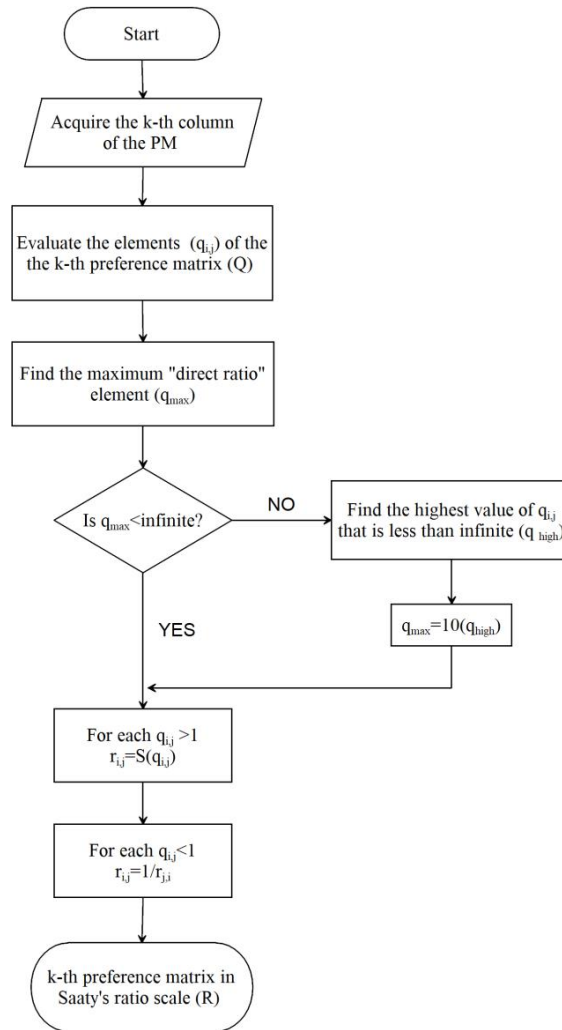 Start
Acquire the k-th column
of the PM
Evaluate the elements (qi,j) of the
the k-th preference matrix (Q)
Find the maximum "direct ratio"
element (qmax)
Is qmax<infinite?
NO
Find the highest value of qi,j
that is less than infinite (q high)
qmax=10(qhigh)
YES
For each qi,j >1
ri,j=S(qi,j)
For each qi,j<1
ri,j=1/rj,i
k-th preference matrix in
Saaty's ratio scale (R)